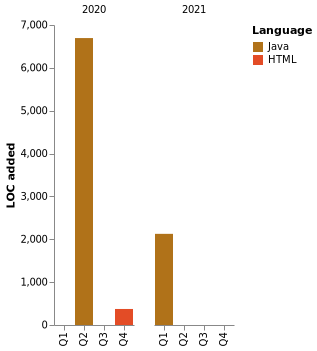 2020
2021
Language
Java
HTML
LOC added
7,000
6,000
5,000
4,000
3,000
2,000
1,000
0
Q1
Q2
Q3
Q4
Q1
Q2
Q3
Q4